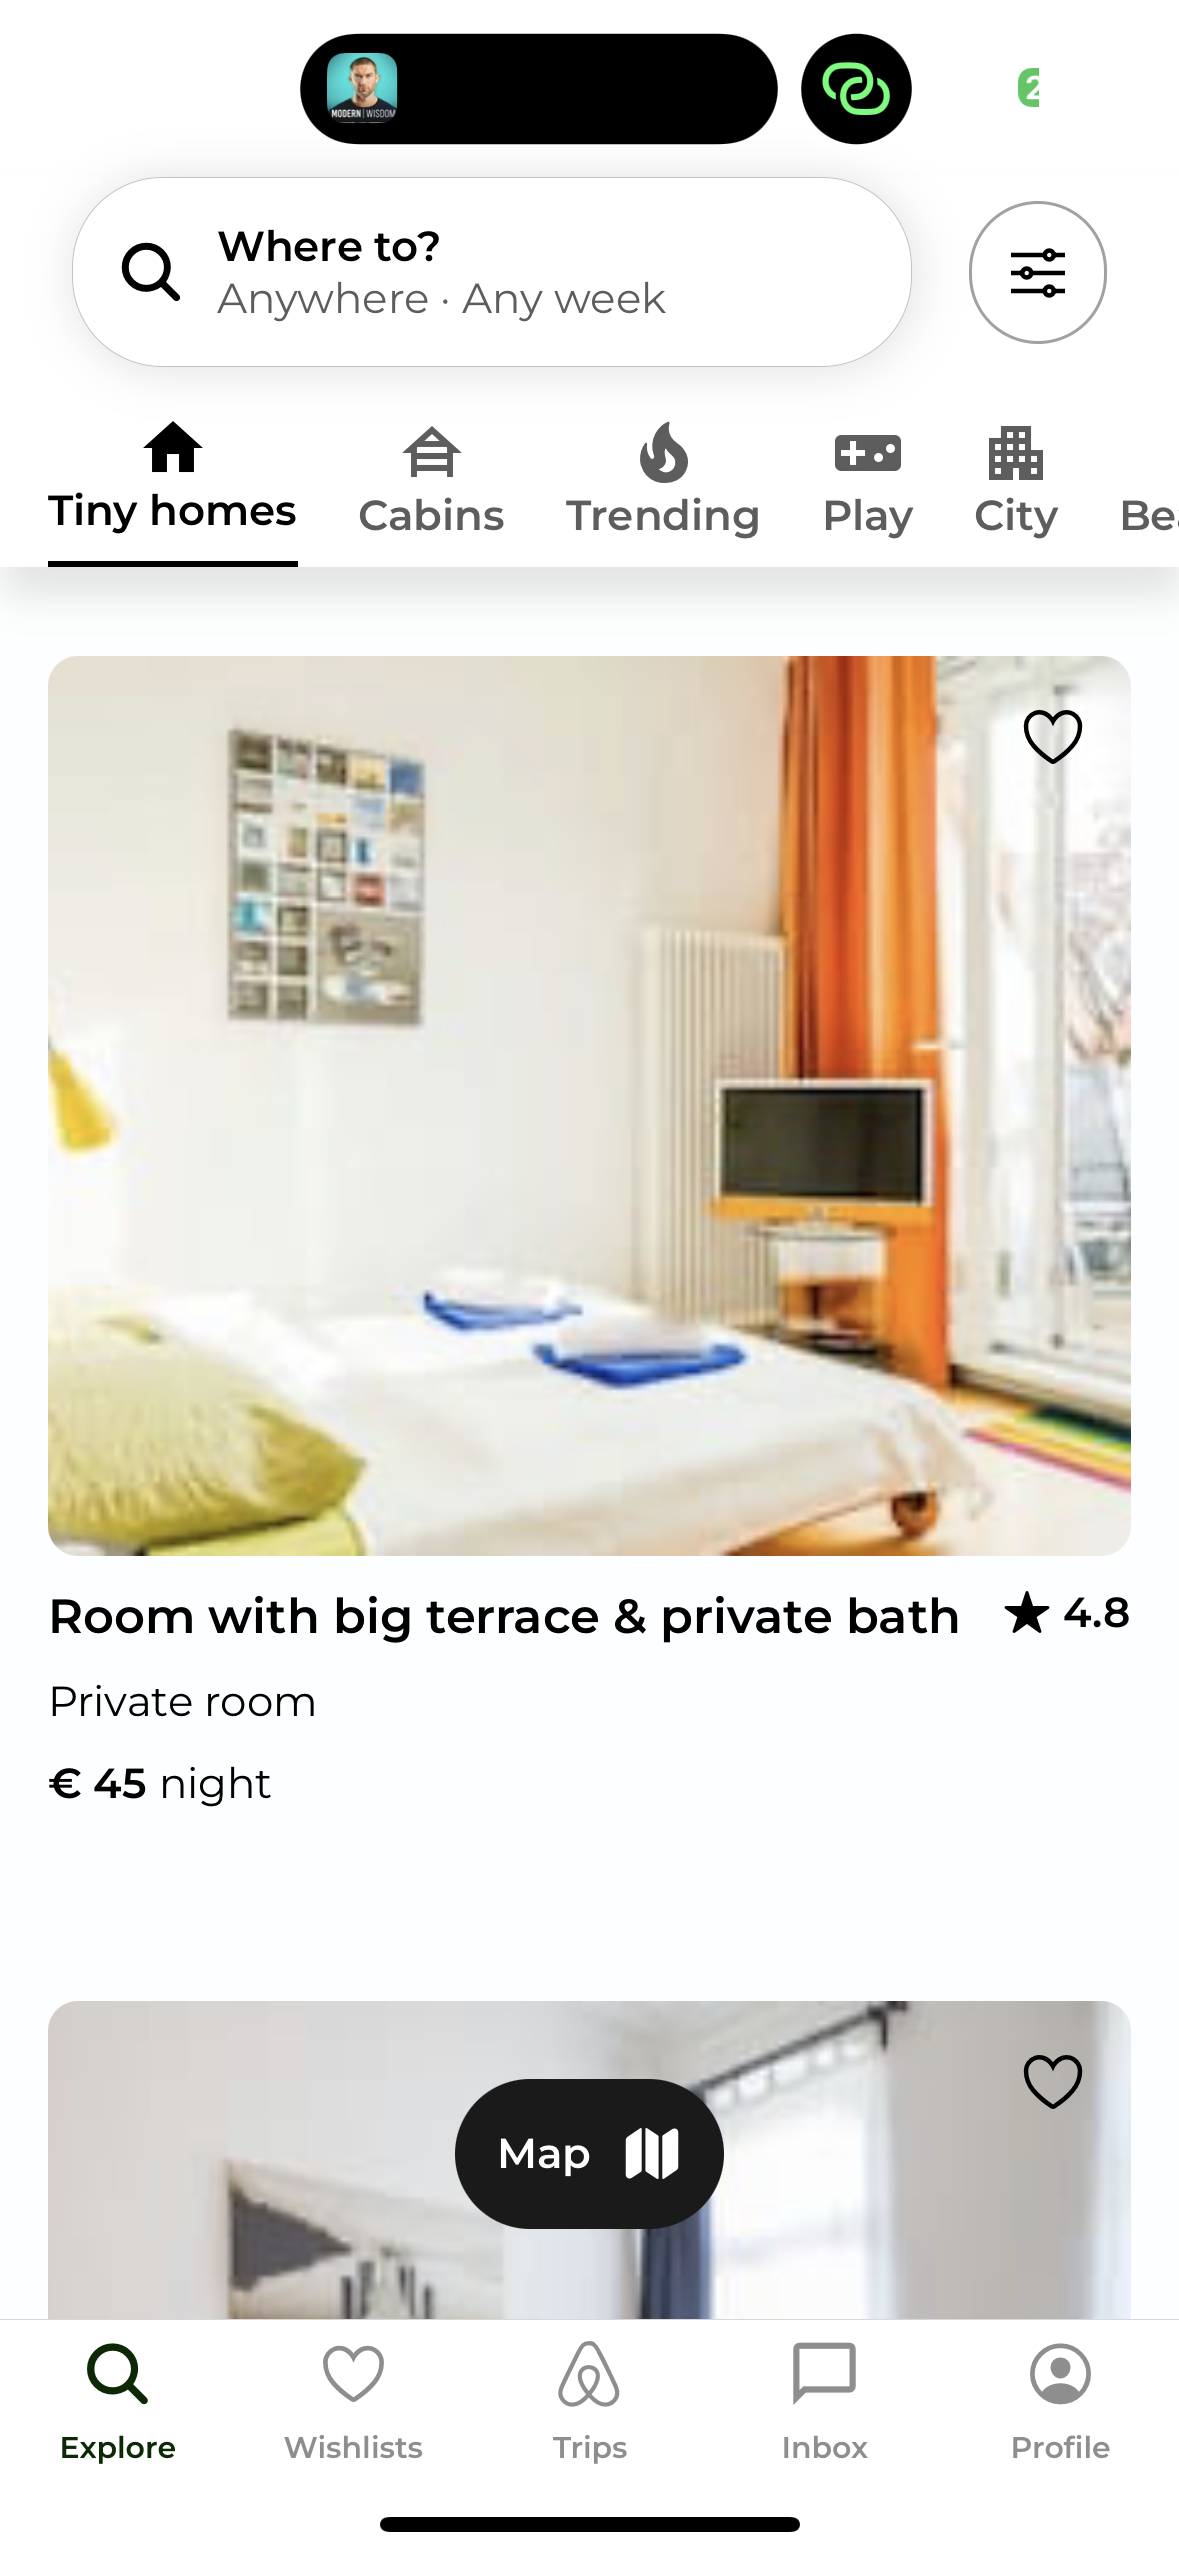 MODERN | WISDOM
2
Where to?
Anywhere · Any week
Tiny homes
Cabins
Trending
Play
City
Bea
Room with big terrace & private bath
4.8
Private room
€ 45 night
Map
Explore
Wishlists
Trips
Inbox
Profile